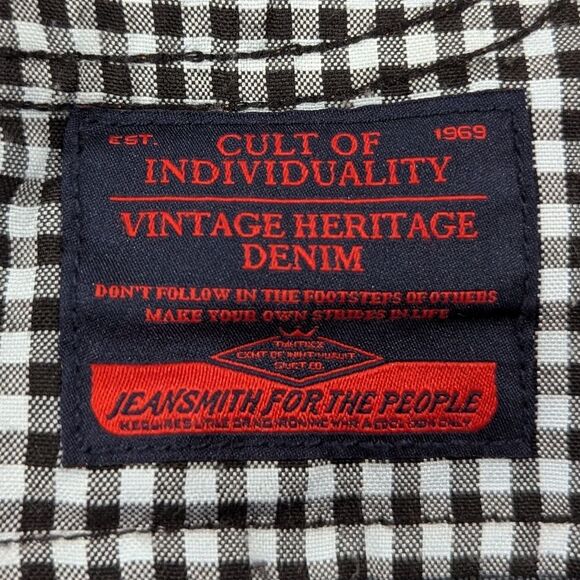 EST. 1969
CULT OF
INDIVIDUALITY
VINTAGE HERITAGE
DENIM
DON'T FOLLOW IN THE FOOTSTEPS OF OTHERS
MAKE YOUR OWN STRIDES IN LIFE
JEANSMITH FOR THE PEOPLE